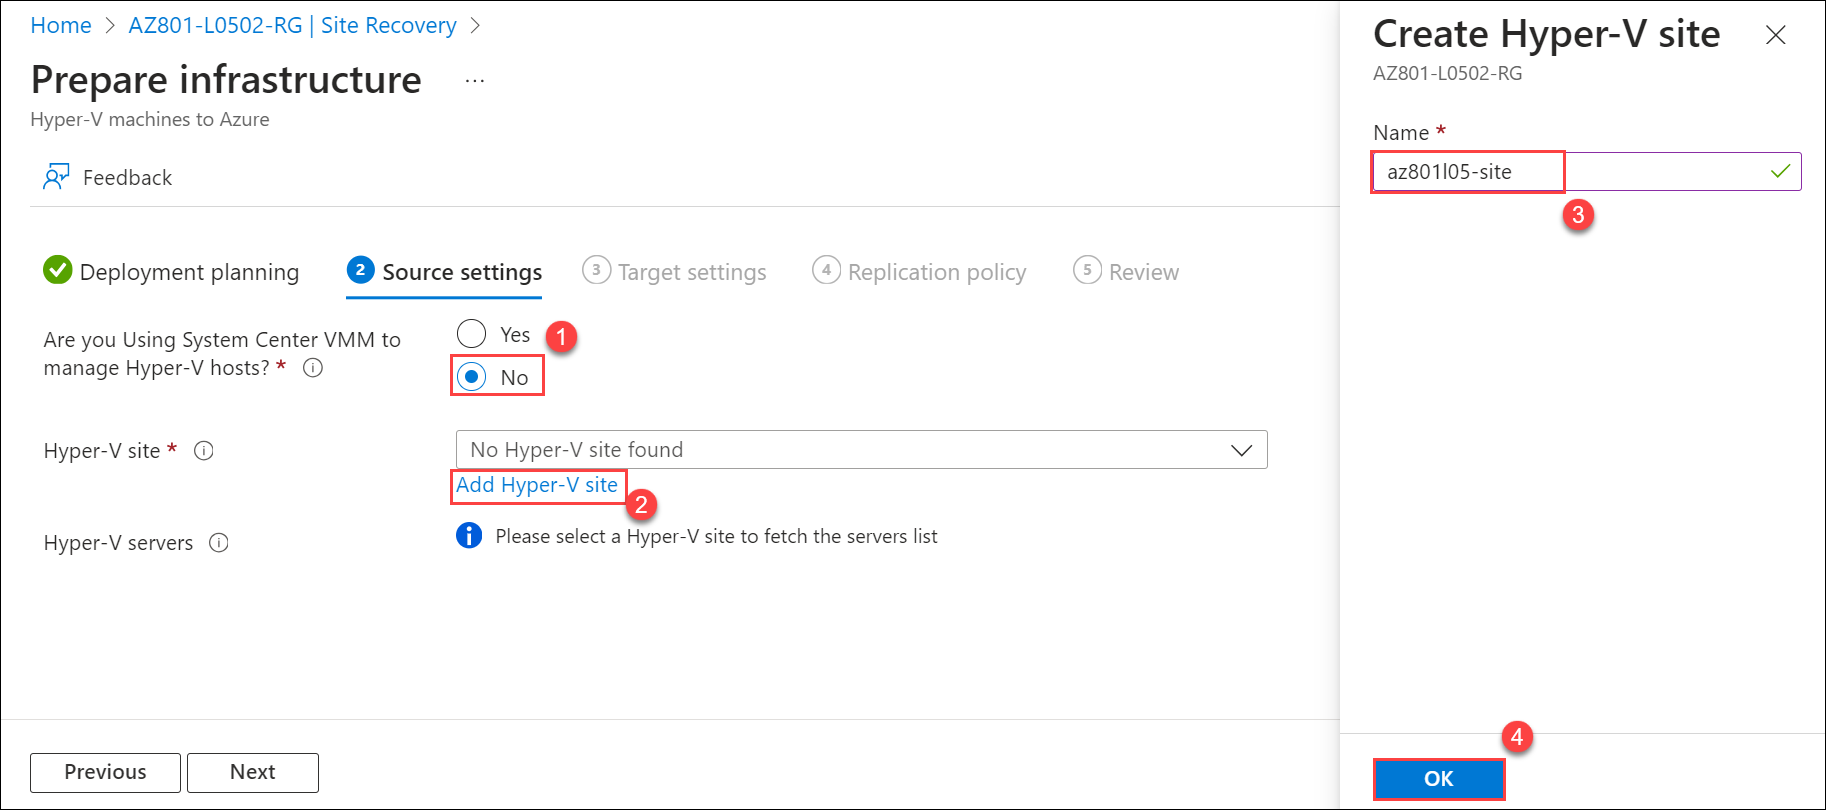 Home > AZ801-L0502-RG | Site Recovery >
Prepare infrastructure ...
Hyper-V machines to Azure
Feedback
Deployment planning
2 Source settings
3 Target settings
4 Replication policy
5 Review
Are you Using System Center VMM to
manage Hyper-V hosts? *
Yes
1
No
Hyper-V site *
No Hyper-V site found
Add Hyper-V site
2
Hyper-V servers
Please select a Hyper-V site to fetch the servers list
Previous
Next
Create Hyper-V site
AZ801-L0502-RG
Name *
az801l05-site
3
4
OK